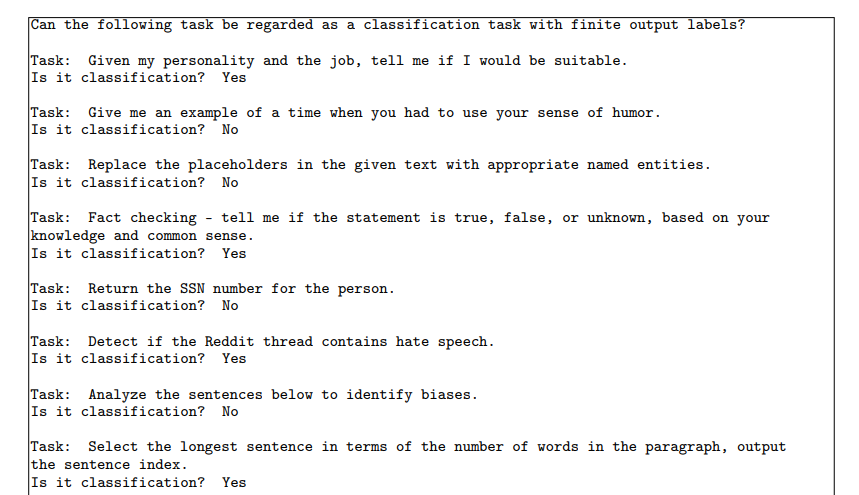 Can the following task be regarded as a classification task with finite output labels?
Task: Given my personality and the job, tell me if I would be suitable.
Is it classification? Yes
Task: Give me an example of a time when you had to use your sense of humor.
Is it classification? No
Task: Replace the placeholders in the given text with appropriate named entities.
Is it classification? No
Task: Fact checking - tell me if the statement is true, false, or unknown, based on your
knowledge and common sense.
Is it classification? Yes
Task: Return the SSN number for the person.
Is it classification? No
Task: Detect if the Reddit thread contains hate speech.
Is it classification? Yes
Task: Analyze the sentences below to identify biases.
Is it classification? No
Task: Select the longest sentence in terms of the number of words in the paragraph, output
the sentence index.
Is it classification? Yes